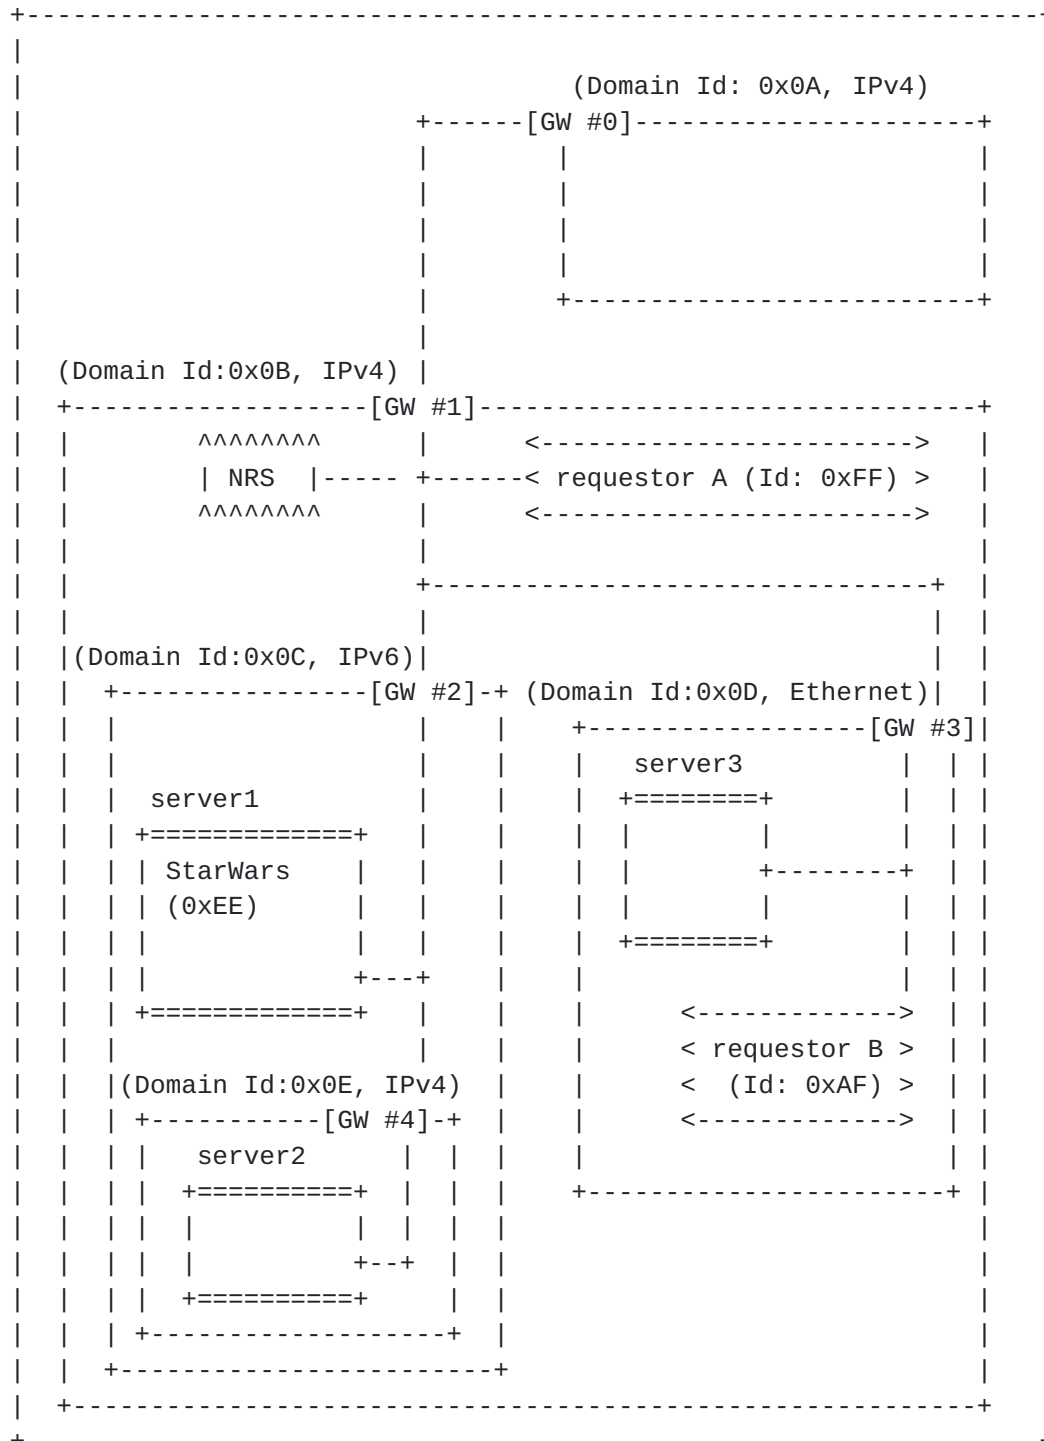 (Domain Id: 0x0A, IPv4)
[GW #0]
(Domain Id:0x0B, IPv4)
[GW #1]
NRS
requestor A (Id: 0xFF)
(Domain Id:0x0C, IPv6)
[GW #2] (Domain Id:0x0D, Ethernet)
[GW #3]
server3
server1
StarWars
(0xEE)
requestor B
(Domain Id:0x0E, IPv4) (Id: 0xAF)
[GW #4]
server2